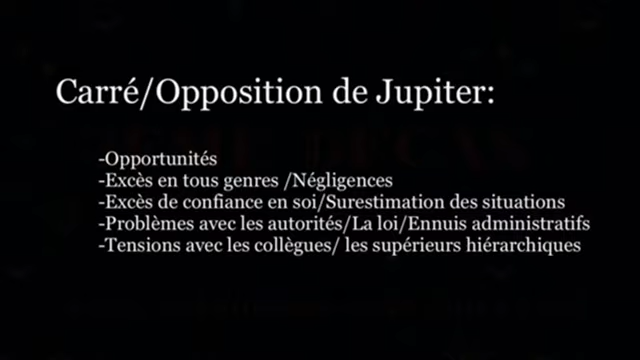 Carré/Opposition de Jupiter:
-Opportunités
-Excès en tous genres /Négligences
-Excès de confiance en soi/Surestimation des situations
-Problèmes avec les autorités/La loi/Ennuis administratifs
-Tensions avec les collègues/ les supérieurs hiérarchiques